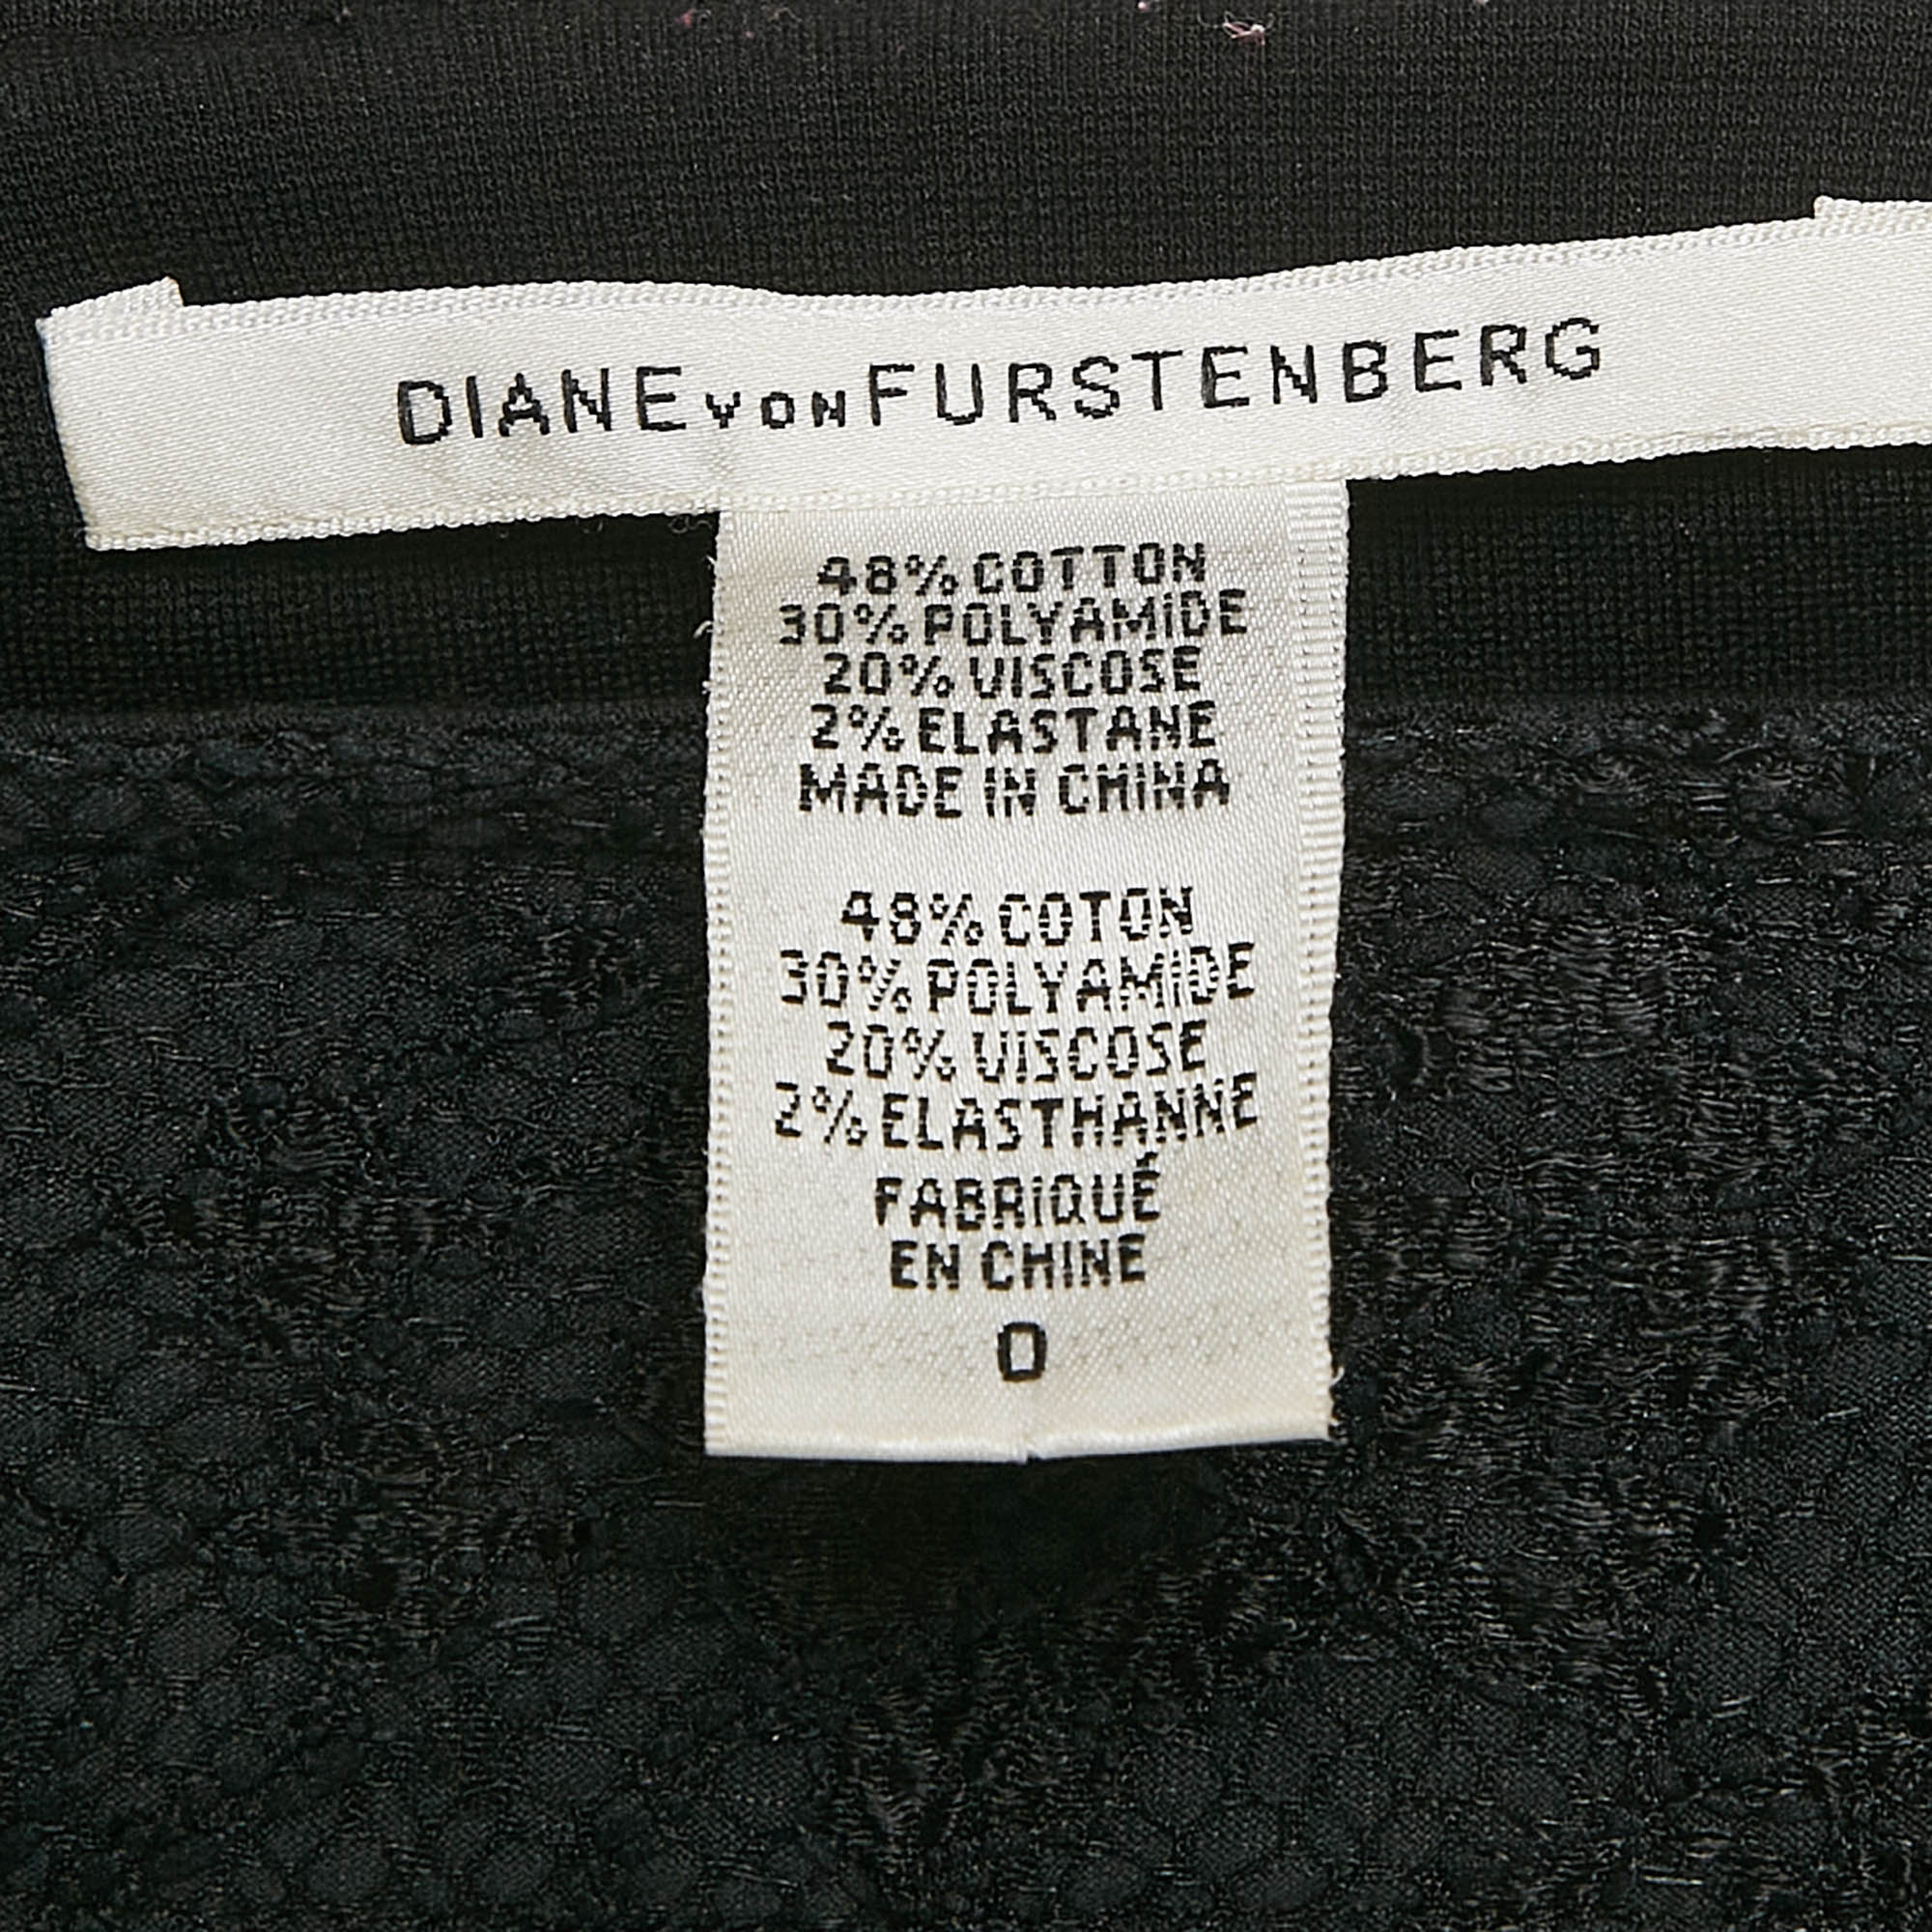 DIANE VON FURSTENBERG
48% COTTON
30% POLYAMIDE
20% VISCOSE
2% ELASTANE
MADE IN CHINA
48% COTON
30% POLYAMIDE
20% VISCOSE
2% ELASTHANNE
FABRIQUÉ
EN CHINE
0